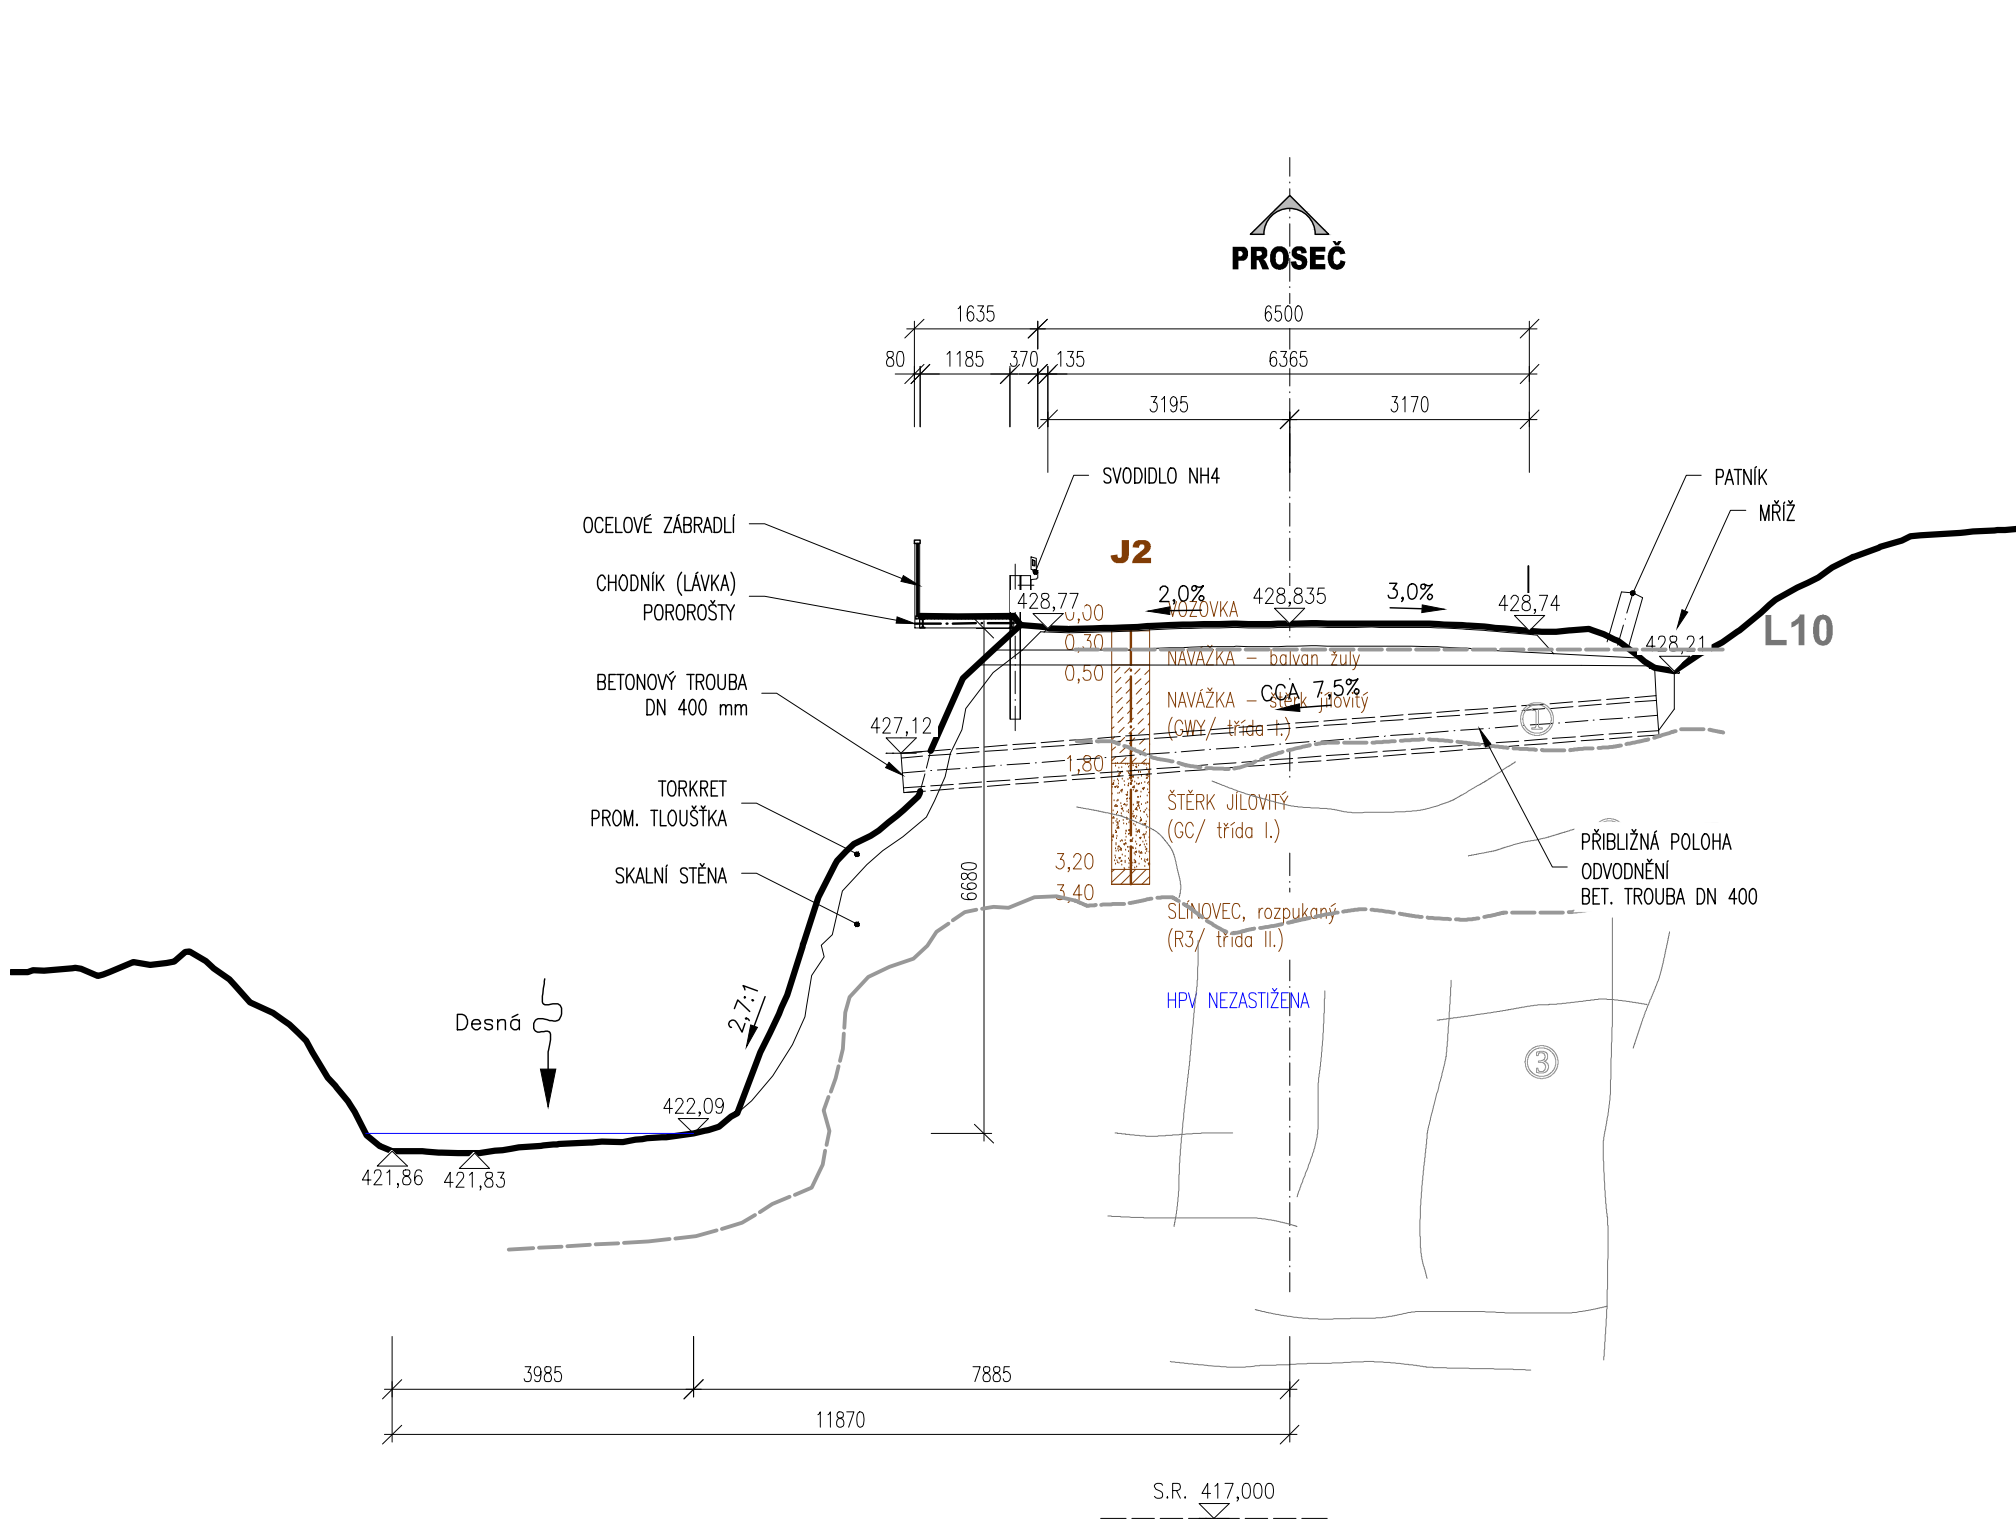 PROSEČ
1635
6500
80
1185
370
135
6365
3195
3170
SVODIDLO NH4
PATNÍK
MŘÍŽ
OCELOVÉ ZÁBRADLÍ
J2
CHODNÍK (LÁVKA)
POROROŠTY
428,77
0,00
2,0%
VOZOVKA
428,835
3,0%
428,74
L10
428,21
0,30
NAVÁŽKA – balvan žuly
0,50
BETONOVÝ TROUBA
DN 400 mm
CCA 7,5%
NAVÁŽKA – štěrk jílovitý
(GWY/ třída I.)
1
427,12
1,80
TORKRET
PROM. TLOUŠŤKA
ŠTĚRK JÍLOVITÝ
(GC/ třída I.)
PŘIBLIŽNÁ POLOHA
ODVODNĚNÍ
BET. TROUBA DN 400
SKALNÍ STĚNA
6680
3,20
3,40
SLÍNOVEC, rozpukaný
(R3/ třída II.)
HPV NEZASTIŽENA
Desná
2,7:1
3
422,09
421,86
421,83
3985
7885
11870
S.R. 417,000